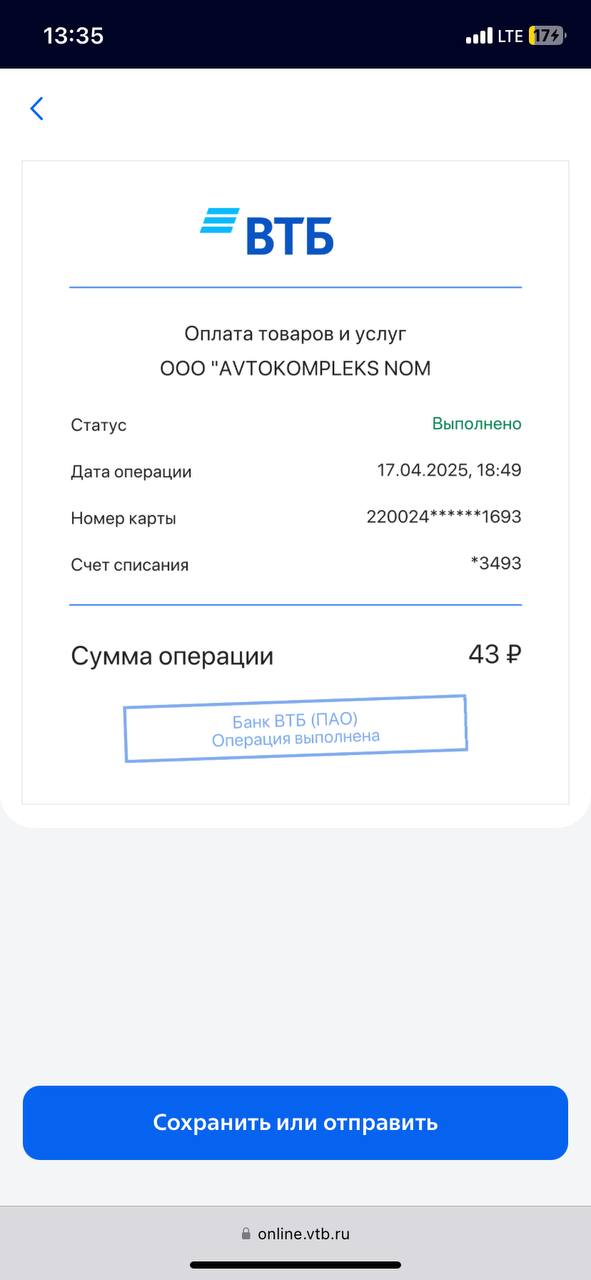 13:35
LTE 17
ВТБ
Оплата товаров и услуг
ООО "AVTOKOMPLEKS NOM
Статус Выполнено
Дата операции 17.04.2025, 18:49
Номер карты 220024******1693
Счет списания *3493
Сумма операции 43 ₽
Банк ВТБ (ПАО)
Операция выполнена
Сохранить или отправить
online.vtb.ru